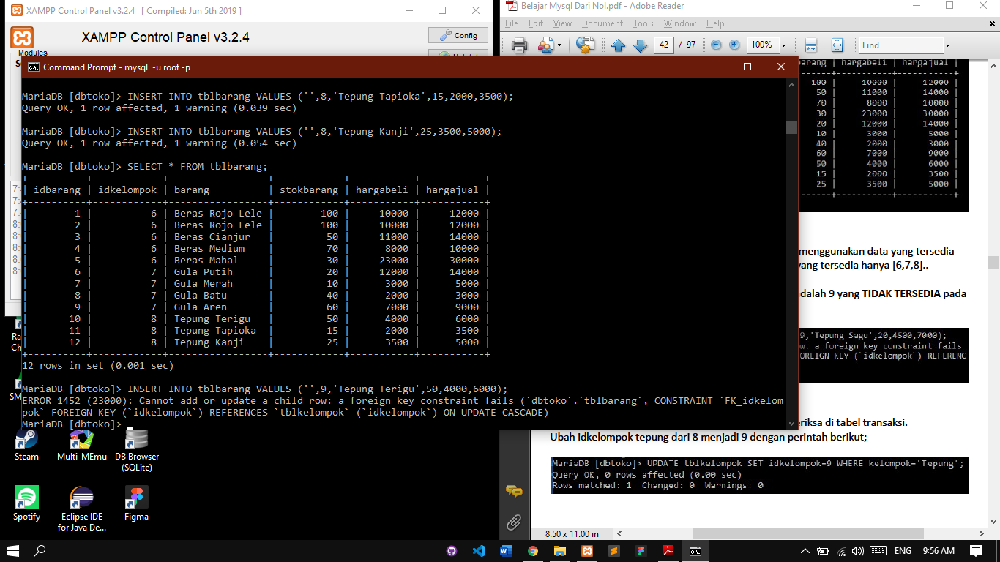 XAMPP Control Panel v3.2.4 [ Compiled: Jun 5th 2019 ]
XAMPP Control Panel v3.2.4
Config
Modules
Belajar Mysql Dari Nol.pdf - Adobe Reader
File Edit View Document Tools Window Help
42 / 97 100% Find
Command Prompt - mysql -u root -p
MariaDB [dbtoko]> INSERT INTO tblbarang VALUES ('',8,'Tepung Tapioka',15,2000,3500);
Query OK, 1 row affected, 1 warning (0.039 sec)
MariaDB [dbtoko]> INSERT INTO tblbarang VALUES ('',8,'Tepung Kanji',25,3500,5000);
Query OK, 1 row affected, 1 warning (0.054 sec)
MariaDB [dbtoko]> SELECT * FROM tblbarang;
+----------+------------+------------------+------------+-----------+-----------+
| idbarang | idkelompok | barang | stokbarang | hargabeli | hargajual |
+----------+------------+------------------+------------+-----------+-----------+
| 1 | 6 | Beras Rojo Lele | 100 | 10000 | 12000 |
| 2 | 6 | Beras Rojo Lele | 100 | 10000 | 12000 |
| 3 | 6 | Beras Cianjur | 50 | 11000 | 14000 |
| 4 | 6 | Beras Medium | 70 | 8000 | 10000 |
| 5 | 6 | Beras Mahal | 30 | 23000 | 30000 |
| 6 | 7 | Gula Putih | 20 | 12000 | 14000 |
| 7 | 7 | Gula Merah | 10 | 3000 | 5000 |
| 8 | 7 | Gula Batu | 40 | 2000 | 3000 |
| 9 | 7 | Gula Aren | 60 | 7000 | 9000 |
| 10 | 8 | Tepung Terigu | 50 | 4000 | 6000 |
| 11 | 8 | Tepung Tapioka | 15 | 2000 | 3500 |
| 12 | 8 | Tepung Kanji | 25 | 3500 | 5000 |
+----------+------------+------------------+------------+-----------+-----------+
12 rows in set (0.001 sec)
MariaDB [dbtoko]> INSERT INTO tblbarang VALUES ('',9,'Tepung Terigu',50,4000,6000);
ERROR 1452 (23000): Cannot add or update a child row: a foreign key constraint fails (`dbtoko`.`tblbarang`, CONSTRAINT `FK_idkelom
pok` FOREIGN KEY (`idkelompok`) REFERENCES `tblkelompok` (`idkelompok`) ON UPDATE CASCADE)
MariaDB [dbtoko]>
barang | hargabeli | hargajual |
100 | 10000 | 12000 |
50 | 11000 | 14000 |
70 | 8000 | 10000 |
30 | 23000 | 30000 |
20 | 12000 | 14000 |
10 | 3000 | 5000 |
40 | 2000 | 3000 |
60 | 7000 | 9000 |
50 | 4000 | 6000 |
15 | 2000 | 3500 |
25 | 3500 | 5000 |
menggunakan data yang tersedia
yang tersedia hanya [6,7,8]..
adalah 9 yang TIDAK TERSEDIA pada
9,'Tepung Sagu',20,4500,7000);
ow: a foreign key constraint fails
FOREIGN KEY (`idkelompok`) REFERENC
eriksa di tabel transaksi.
Ubah idkelompok tepung dari 8 menjadi 9 dengan perintah berikut;
MariaDB [dbtoko]> UPDATE tblkelompok SET idkelompok=9 WHERE kelompok='Tepung';
Query OK, 0 rows affected (0.00 sec)
Rows matched: 1 Changed: 0 Warnings: 0
8.50 x 11.00 in
Steam
Multi-MEmu
DB Browser
(SQLite)
Spotify
Eclipse IDE
for Java De...
Figma
ENG 9:56 AM